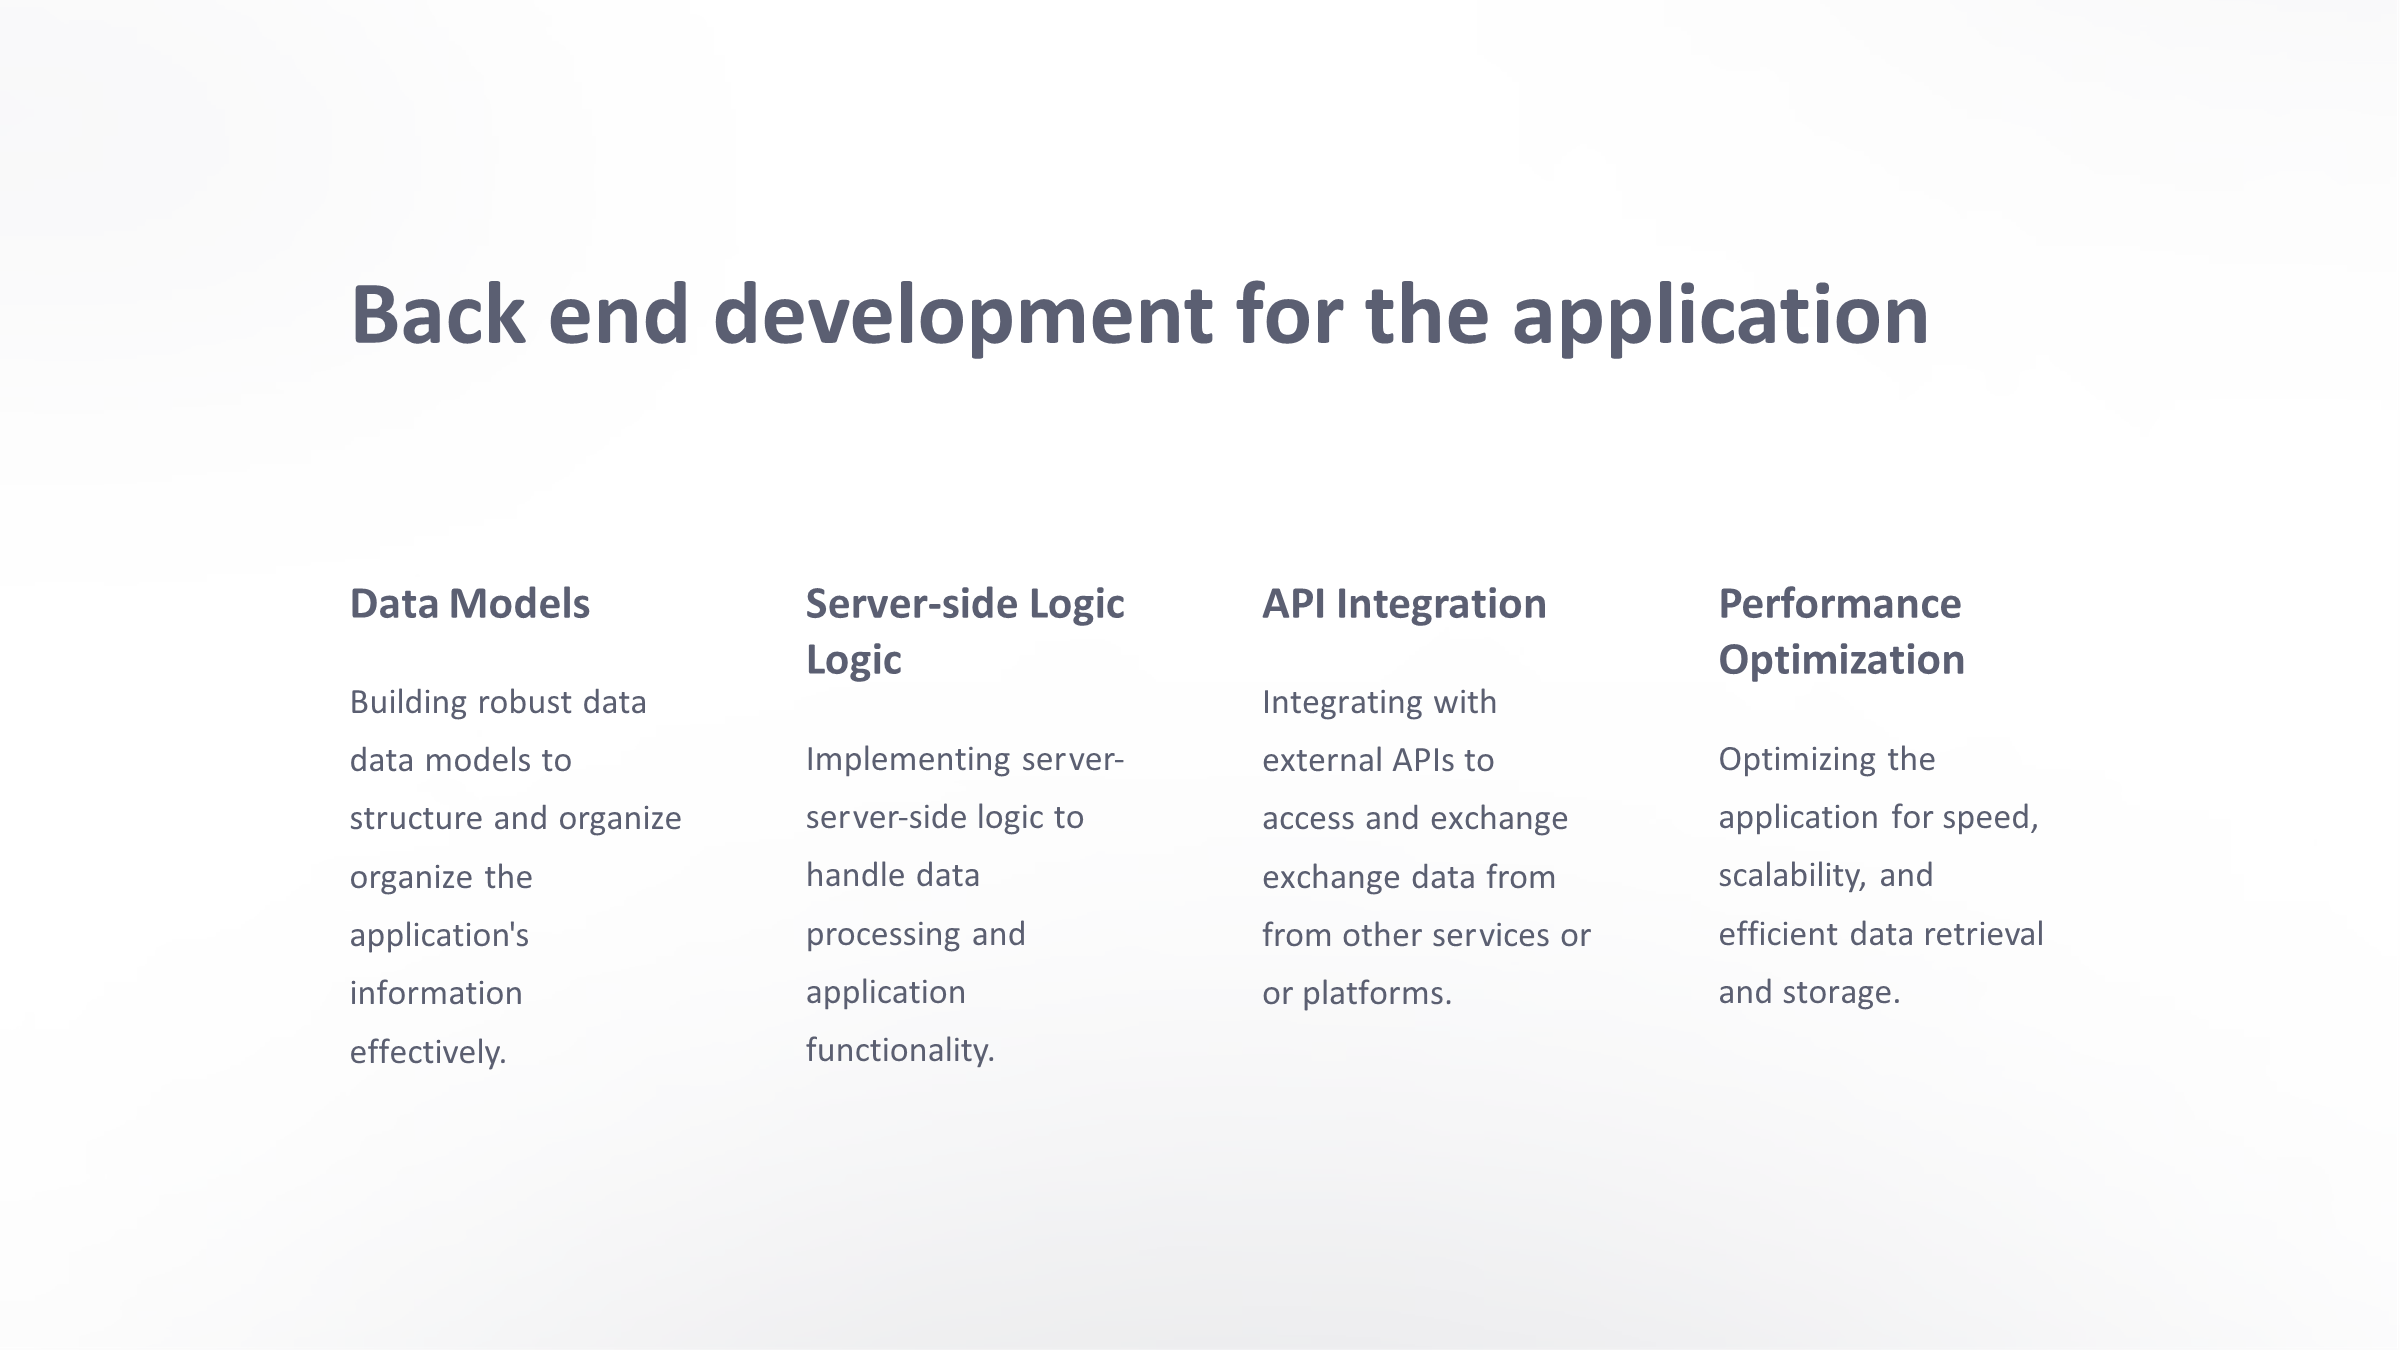 Back end development for the application
Data Models
Building robust data
data models to
structure and organize
organize the
application's
information
effectively.
Server-side Logic
Logic
Implementing server-
server-side logic to
handle data
processing and
application
functionality.
API Integration
Integrating with
external APIs to
access and exchange
exchange data from
from other services or
or platforms.
Performance
Optimization
Optimizing the
application for speed,
scalability, and
efficient data retrieval
and storage.